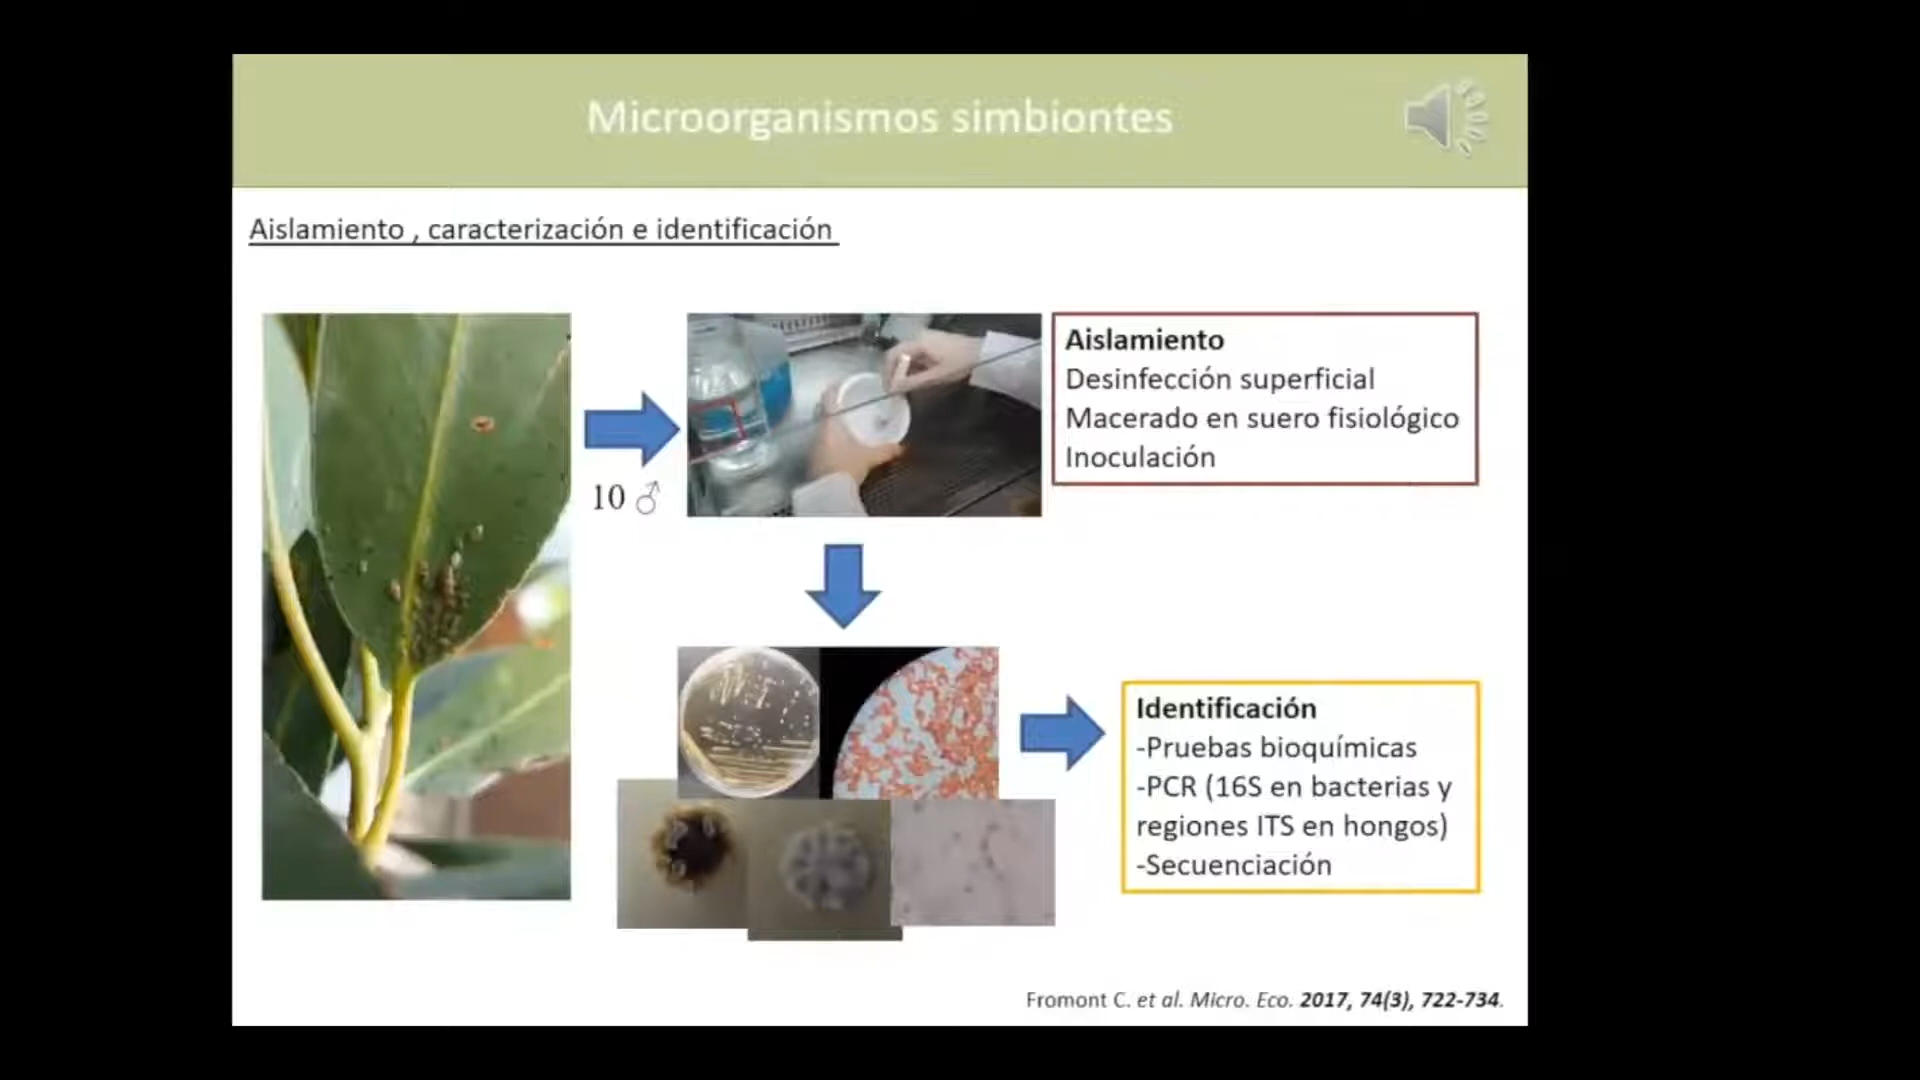 Microorganismos simbiontes
Aislamiento , caracterización e identificación
10 ♂
Aislamiento
Desinfección superficial
Macerado en suero fisiológico
Inoculación
Identificación
-Pruebas bioquímicas
-PCR (16S en bacterias y
regiones ITS en hongos)
-Secuenciación
Fromont C. et al. Micro. Eco. 2017, 74(3), 722-734.